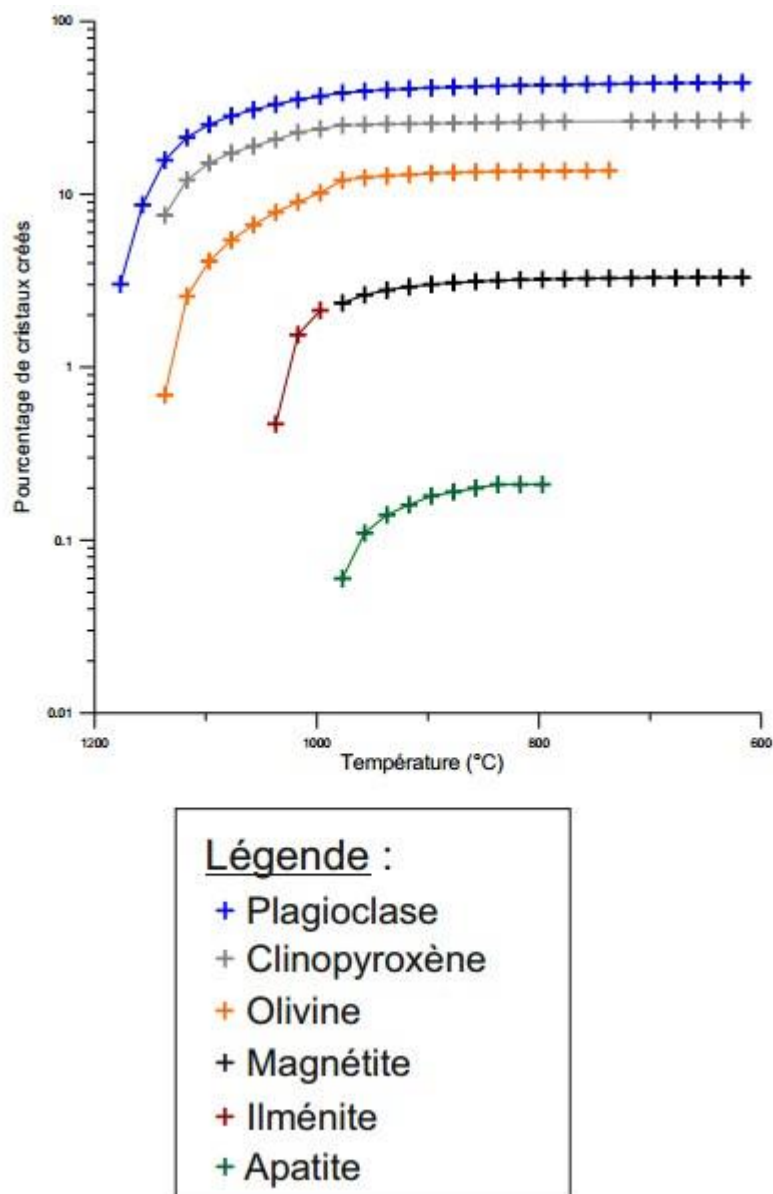 100
10
1
0.1
0.01
Pourcentage de cristaux créés
1200
1000
800
600
Température (°C)
Légende :
Plagioclase
Clinopyroxène
Olivine
Magnétite
Ilménite
Apatite